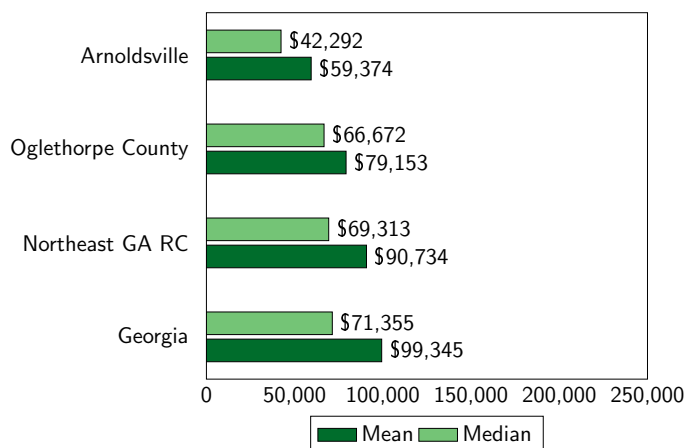 Arnoldsville
$42,292
$59,374
Oglethorpe County
$66,672
$79,153
Northeast GA RC
$69,313
$90,734
Georgia
$71,355
$99,345
0 50,000 100,000 150,000 200,000 250,000
Mean Median